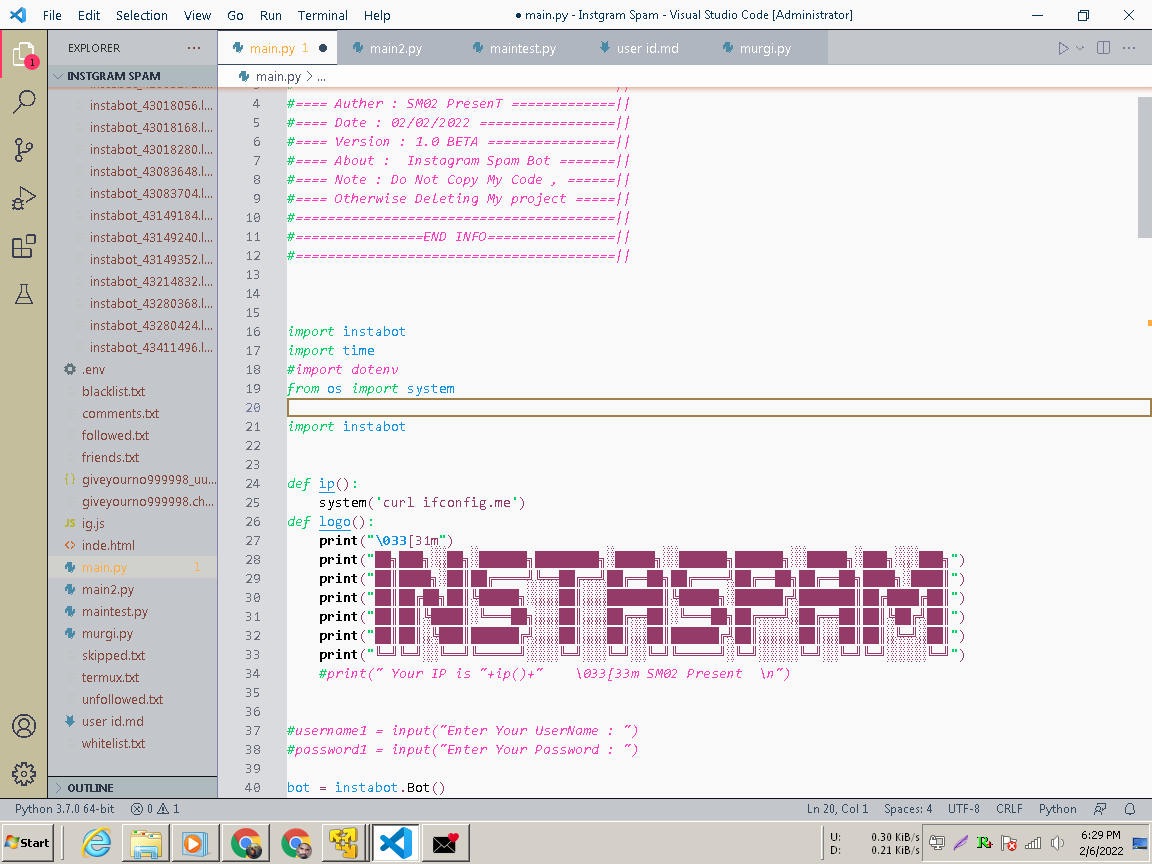 File Edit Selection View Go Run Terminal Help
● main.py - Instgram Spam - Visual Studio Code [Administrator]
EXPLORER ···
main.py 1 ●
main2.py
maintest.py
user id.md
murgi.py
1
INSTGRAM SPAM
main.py > ...
instabot_43018056.l...
instabot_43018168.l...
instabot_43018280.l...
instabot_43083648.l...
instabot_43083704.l...
instabot_43149184.l...
instabot_43149240.l...
instabot_43149352.l...
instabot_43214832.l...
instabot_43280368.l...
instabot_43280424.l...
instabot_43411496.l...
.env
blacklist.txt
comments.txt
followed.txt
friends.txt
{} giveyourno999998_uu...
giveyourno999998.ch...
JS ig.js
<> inde.html
main.py 1
main2.py
maintest.py
murgi.py
skipped.txt
termux.txt
unfollowed.txt
user id.md
whitelist.txt
OUTLINE
4 #==== Auther : SM02 PresenT =============||
5 #==== Date : 02/02/2022 =================||
6 #==== Version : 1.0 BETA ================||
7 #==== About :  Instagram Spam Bot =======||
8 #==== Note : Do Not Copy My Code , ======||
9 #==== Otherwise Deleting My project =====||
10 #========================================||
11 #================END INFO================||
12 #========================================||
13
14
15
16 import instabot
17 import time
18 #import dotenv
19 from os import system
20
21 import instabot
22
23
24 def ip():
25     system('curl ifconfig.me')
26 def logo():
27     print("\033[31m")
28     print("")
29     print("")
30     print("")
31     print("")
32     print("")
33     print("")
34     #print(" Your IP is "+ip()+"    \033[33m SM02 Present  \n")
35
36
37 #username1 = input("Enter Your UserName : ")
38 #password1 = input("Enter Your Password : ")
39
40 bot = instabot.Bot()
Python 3.7.0 64-bit 0 1 Ln 20, Col 1 Spaces: 4 UTF-8 CRLF Python
Start
U: 0.30 KiB/s
D: 0.21 KiB/s
6:29 PM
2/6/2022